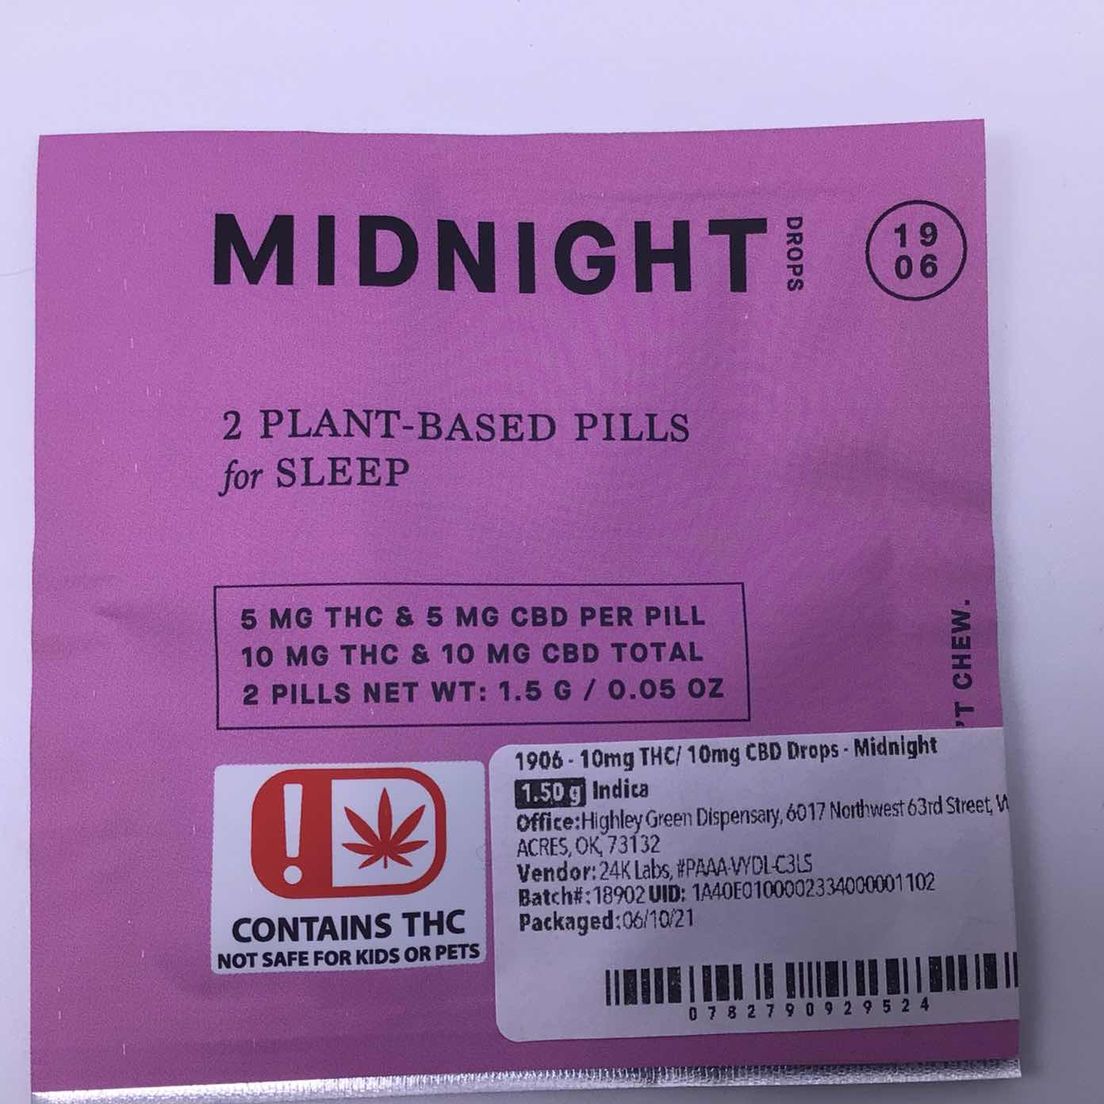 MIDNIGHT
DROPS
19
06
2 PLANT-BASED PILLS
for SLEEP
5 MG THC & 5 MG CBD PER PILL
10 MG THC & 10 MG CBD TOTAL
2 PILLS NET WT: 1.5 G / 0.05 OZ
'T CHEW.
CONTAINS THC
NOT SAFE FOR KIDS OR PETS
1906 - 10mg THC/ 10mg CBD Drops - Midnight
1.50 g Indica
Office: Highley Green Dispensary, 6017 Northwest 63rd Street,
ACRES, OK, 73132
Vendor: 24K Labs, #PAAA-VYDL-C3LS
Batch#: 18902 UID: 1A40E0100002334000001102
Packaged: 06/10/21
0782790929524